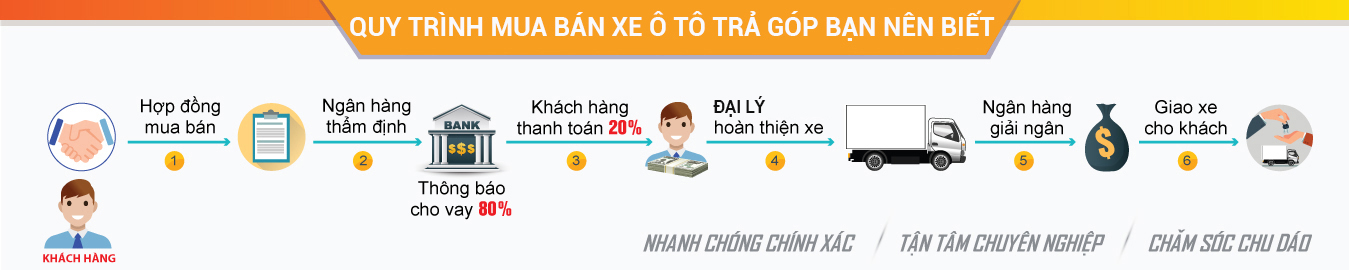 QUY TRÌNH MUA BÁN XE Ô TÔ TRẢ GÓP BẠN NÊN BIẾT
Hợp đồng
mua bán
1
Ngân hàng
thẩm định
2
BANK
$$$
Thông báo
cho vay 80%
Khách hàng
thanh toán 20%
3
ĐẠI LÝ
hoàn thiện xe
4
Ngân hàng
giải ngân
5
$
Giao xe
cho khách
6
KHÁCH HÀNG
NHANH CHÓNG CHÍNH XÁC / TẬN TÂM CHUYÊN NGHIỆP / CHĂM SÓC CHU DÁO